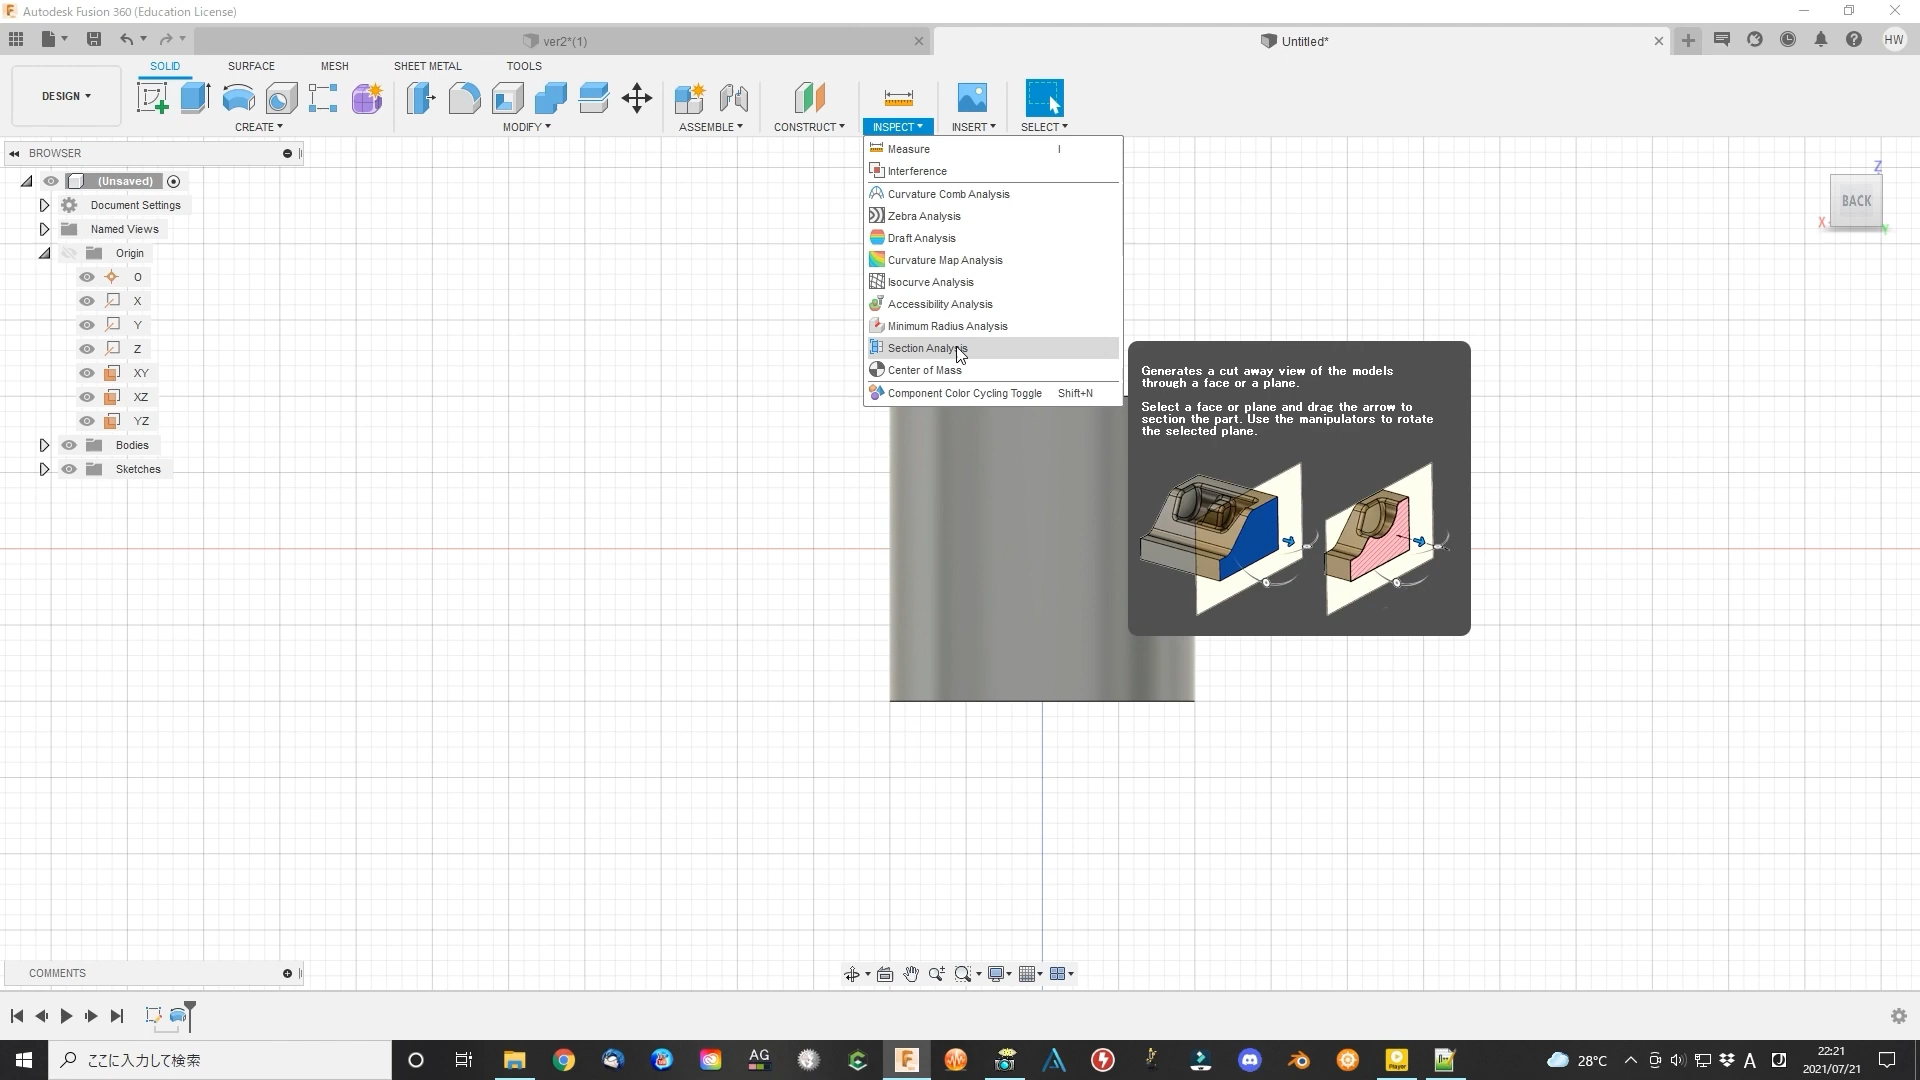 Autodesk Fusion 360 (Education License)
ver2*(1)
Untitled*
HW
DESIGN
SOLID
SURFACE
MESH
SHEET METAL
TOOLS
CREATE
MODIFY
ASSEMBLE
CONSTRUCT
INSPECT
INSERT
SELECT
BROWSER
(Unsaved)
Document Settings
Named Views
Origin
O
X
Y
Z
XY
XZ
YZ
Bodies
Sketches
Measure I
Interference
Curvature Comb Analysis
Zebra Analysis
Draft Analysis
Curvature Map Analysis
Isocurve Analysis
Accessibility Analysis
Minimum Radius Analysis
Section Analysis
Center of Mass
Component Color Cycling Toggle Shift+N
Generates a cut away view of the models
through a face or a plane.
Select a face or plane and drag the arrow to
section the part. Use the manipulators to rotate
the selected plane.
Z
BACK
X
Y
COMMENTS
ここに入力して検索
AG
Player
28°C
A
22:21
2021/07/21